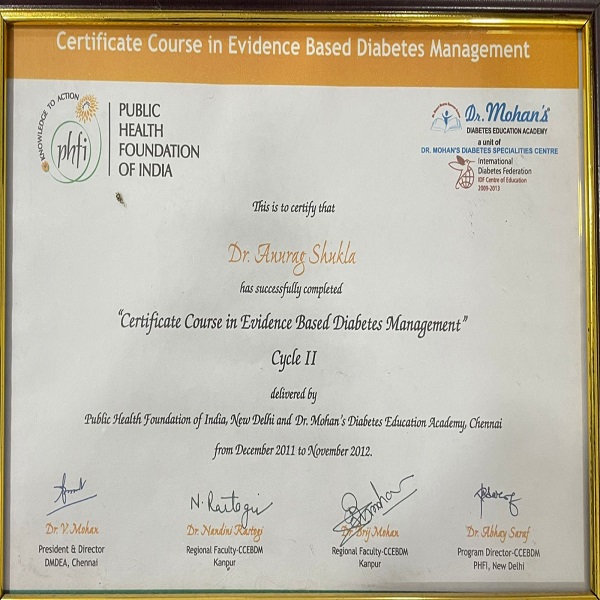 Certificate Course in Evidence Based Diabetes Management
KNOWLEDGE TO ACTION
phfi
PUBLIC
HEALTH
FOUNDATION
OF INDIA
Dr. Mohan's
DIABETES EDUCATION ACADEMY
a unit of
DR. MOHAN'S DIABETES SPECIALITIES CENTRE
International
Diabetes Federation
IDF Centre of Education
2009-2013
This is to certify that
Dr. Anurag Shukla
has successfully completed
"Certificate Course in Evidence Based Diabetes Management"
Cycle II
delivered by
Public Health Foundation of India, New Delhi and Dr. Mohan's Diabetes Education Academy, Chennai
from December 2011 to November 2012.
N. Rastogi
Dr. V. Mohan
President & Director
DMDEA, Chennai
Dr. Nandini Rastogi
Regional Faculty-CCEBDM
Kanpur
Dr. Brij Mohan
Regional Faculty-CCEBDM
Kanpur
Dr. Abhay Saraf
Program Director-CCEBDM
PHFI, New Delhi